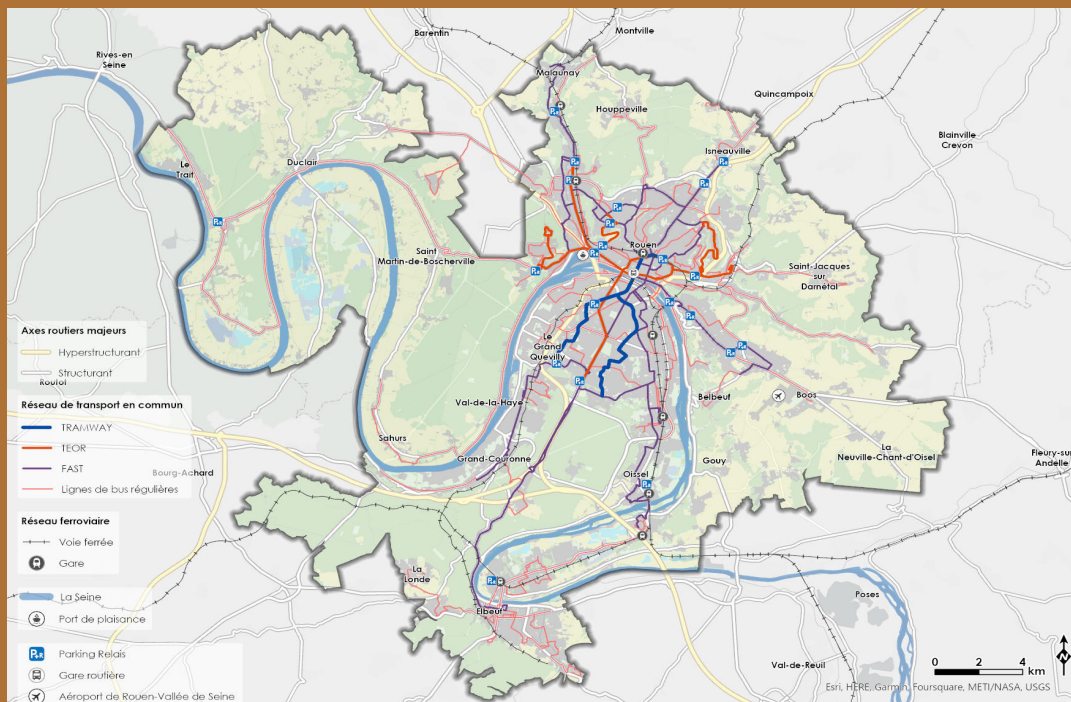 Barentin
Montville
Rives-en
Seine
Malaunay
Quincampoix
Houppeville
Blainville
Crevon
Isneauville
Le
Trait
Duclair
Rouen
Saint
Martin-de-Boscherville
Saint-Jacques
sur
Darnétal
Le
Grand
Quevilly
Val-de-la-Haye
Belbeuf
Boos
Sahurs
La
Neuville-Chant-d'Oisel
Grand-Couronne
Gouy
Oissel
Fleury-sur
Andelle
La
Londe
Elbeuf
Poses
Val-de-Reuil
Axes routiers majeurs
Hyperstructurant
Structurant
Routot
Réseau de transport en commun
TRAMWAY
TEOR
FAST
Bourg-Achard
Lignes de bus régulières
Réseau ferroviaire
Voie ferrée
Gare
La Seine
Port de plaisance
P+R
Parking Relais
Gare routière
Aéroport de Rouen-Vallée de Seine
N
0 2 4
km
Esri, HERE, Garmin, Foursquare, METI/NASA, USGS